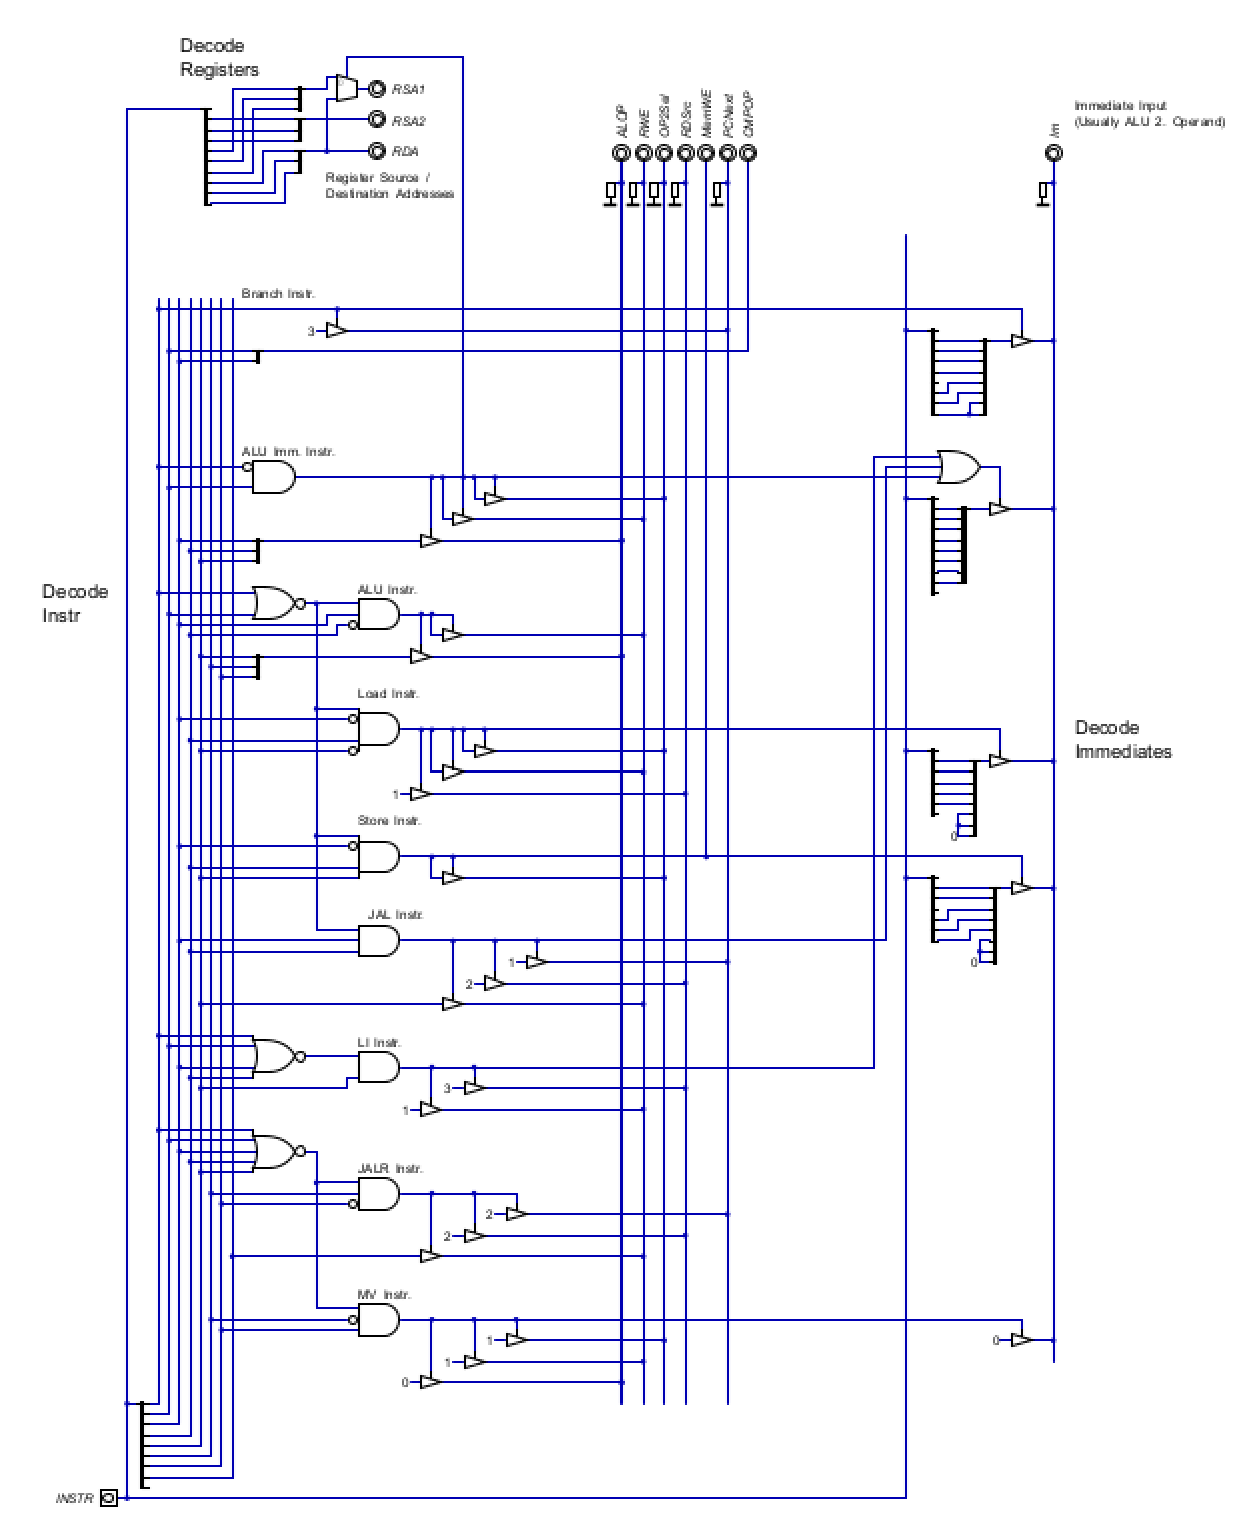 Decode
Registers
RSA1
RSA2
RDA
Register Source /
Destination Addresses
ALOP
RWE
OP2Sel
RDSrc
MemWE
PCNext
CMPOP
Im
Immediate Input
(Usually ALU 2. Operand)
Branch Instr.
3
ALU Imm. Instr.
Decode
Instr
ALU Instr.
Load Instr.
1
Decode
Immediates
0
Store Instr.
0
JAL Instr.
1
2
LI Instr.
3
1
JALR Instr.
2
2
MV Instr.
1
0
1
0
INSTR